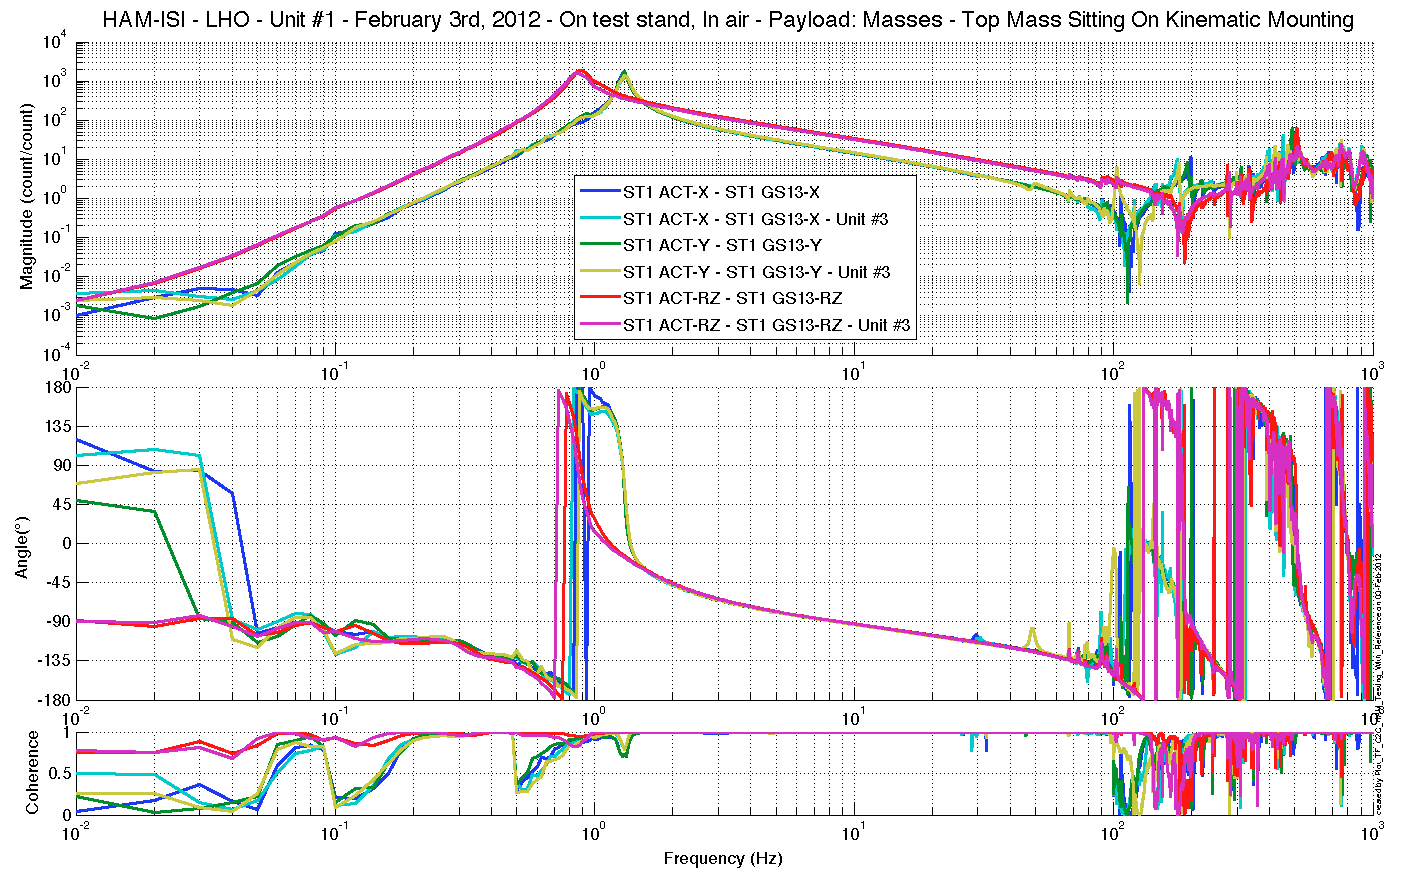 HAM-ISI - LHO - Unit #1 - February 3rd, 2012 - On test stand, In air - Payload: Masses - Top Mass Sitting On Kinematic Mounting
Magnitude (count/count)
10^4
10^3
10^2
10^1
10^0
10^-1
10^-2
10^-3
10^-4
ST1 ACT-X - ST1 GS13-X
ST1 ACT-X - ST1 GS13-X - Unit #3
ST1 ACT-Y - ST1 GS13-Y
ST1 ACT-Y - ST1 GS13-Y - Unit #3
ST1 ACT-RZ - ST1 GS13-RZ
ST1 ACT-RZ - ST1 GS13-RZ - Unit #3
10^-2 10^-1 10^0 10^1 10^2 10^3
Angle(°)
180
135
90
45
0
-45
-90
-135
-180
10^-2 10^-1 10^0 10^1 10^2
Coherence
1
0.5
0
10^-2 10^-1 10^0 10^1 10^2 10^3
Frequency (Hz)